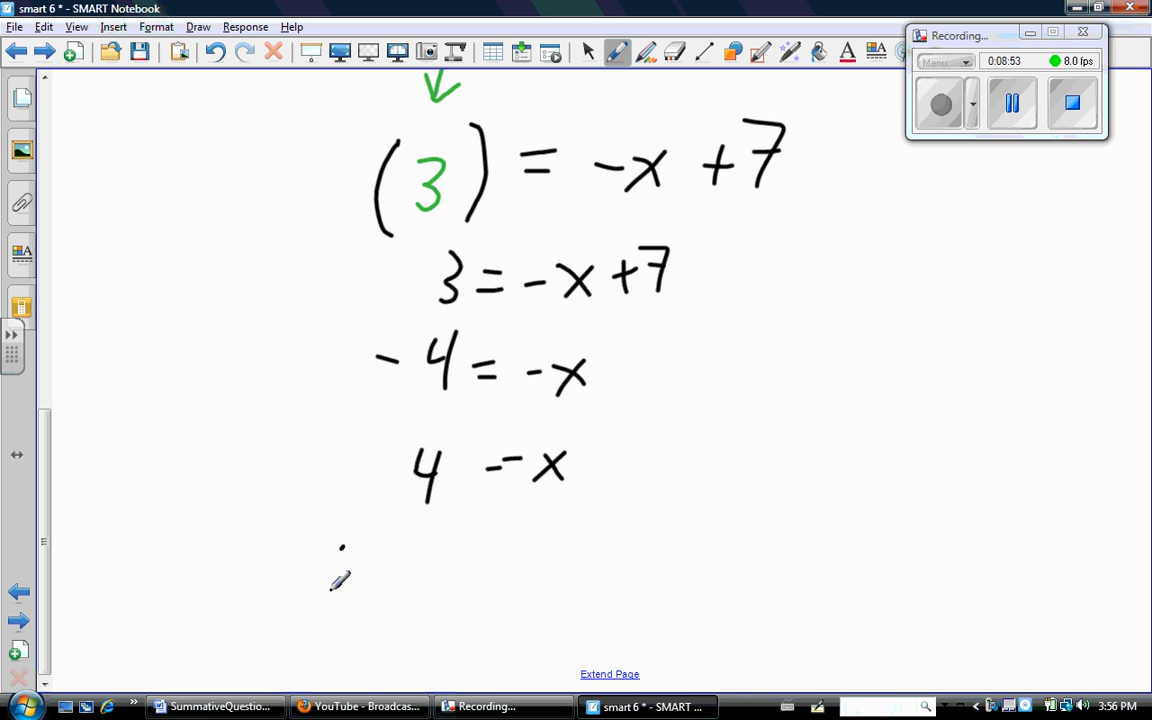 smart 6 * - SMART Notebook
File Edit View Insert Format Draw Response Help
Recording...
Menu 0:08:53 8.0 fps
(3) = -x +7
3 = -x +7
- 4 = -x
4 = x
Extend Page
SummativeQuestio... YouTube - Broadcas... Recording... smart 6 * - SMART ... 3:56 PM